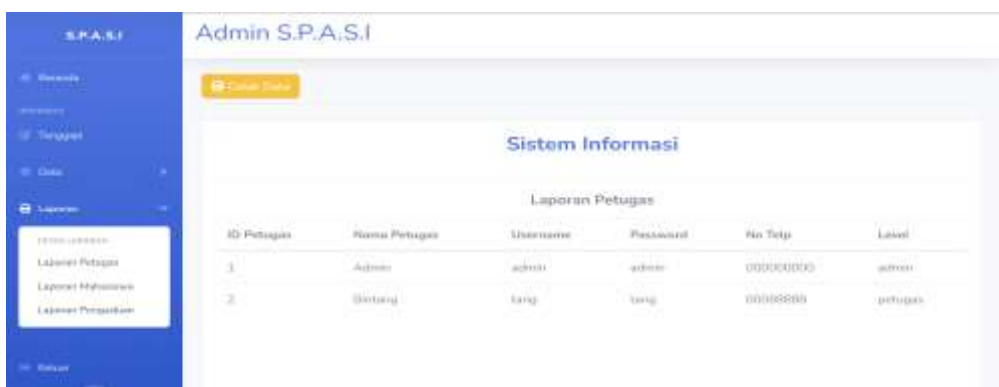 S.P.A.S.I
Admin S.P.A.S.I
Beranda
Cetak Data
Tanggapi
Sistem Informasi
Data
Laporan Petugas
Laporan
ID Petugas Nama Petugas Username Password No Telp Level
Laporan Petugas
1 Admin admin admin 000000000 admin
Laporan Mahasiswa
2 Bintang tang tang petugas
Laporan Pengaduan
Keluar